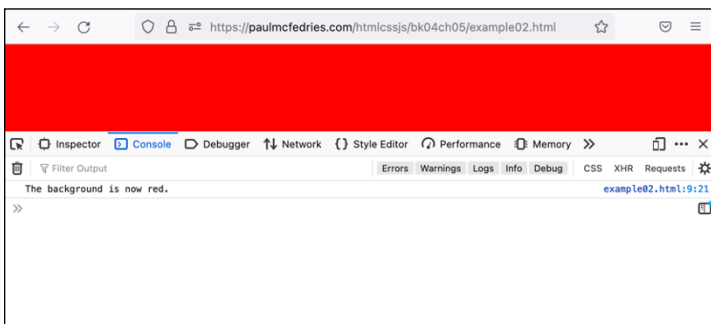 https://paulmcfedries.com/htmlcssjs/bk04ch05/example02.html
Inspector Console Debugger Network {} Style Editor Performance Memory
Filter Output Errors Warnings Logs Info Debug CSS XHR Requests
The background is now red. example02.html:9:21